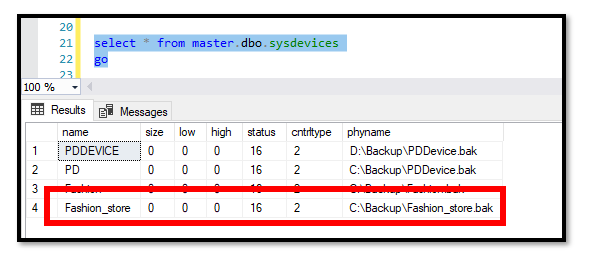 20
21 select * from master.dbo.sysdevices
22 go
23
100 %
Results Messages
name size low high status cntrltype phyname
1 PDDEVICE 0 0 0 16 2 D:\Backup\PDDevice.bak
2 PD 0 0 0 16 2 C:\Backup\PDDevice.bak
3 Fashion 0 0 0 16 2 C:\Backup\Fashion.bak
4 Fashion_store 0 0 0 16 2 C:\Backup\Fashion_store.bak